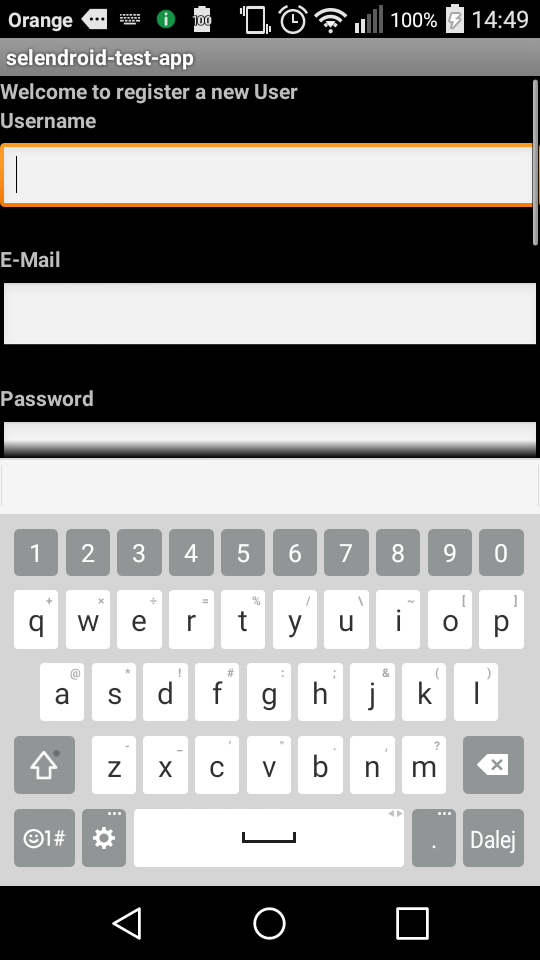 Orange 100 100% 14:49
selendroid-test-app
Welcome to register a new User
Username
E-Mail
Password
1 2 3 4 5 6 7 8 9 0
+ × ÷ = % / \ ~ [ ]
q w e r t y u i o p
@ * ! # : ; & ( )
a s d f g h j k l
- _ ' " . , ?
z x c v b n m
1# . Dalej